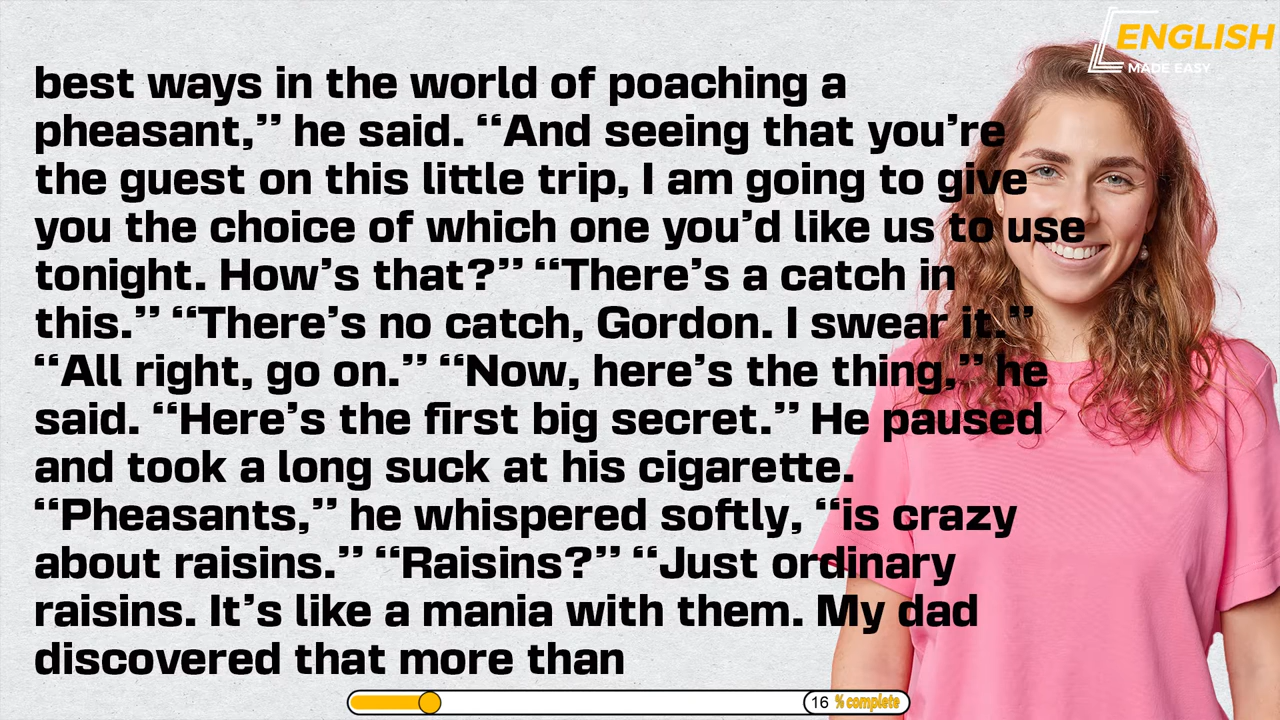 ENGLISH
MADE EASY
best ways in the world of poaching a
pheasant,” he said. “And seeing that you’re
the guest on this little trip, I am going to give
you the choice of which one you’d like us to use
tonight. How’s that?” “There’s a catch in
this.” “There’s no catch, Gordon. I swear it.”
“All right, go on.” “Now, here’s the thing,” he
said. “Here’s the first big secret.” He paused
and took a long suck at his cigarette.
“Pheasants,” he whispered softly, “is crazy
about raisins.” “Raisins?” “Just ordinary
raisins. It’s like a mania with them. My dad
discovered that more than
16 % complete